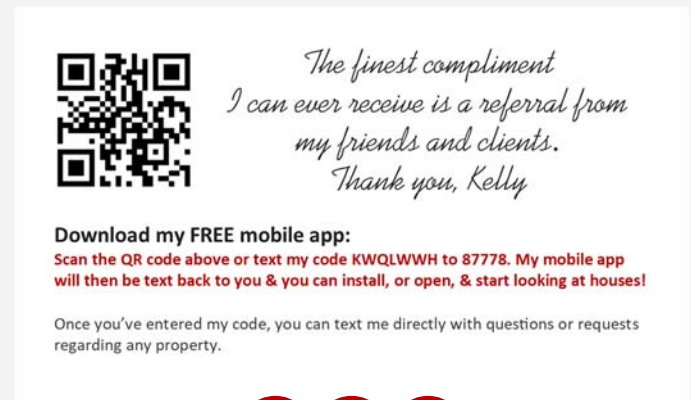 The finest compliment
I can ever receive is a referral from
my friends and clients.
Thank you, Kelly
Download my FREE mobile app:
Scan the QR code above or text my code KWQLWWH to 87778. My mobile app
will then be text back to you & you can install, or open, & start looking at houses!
Once you've entered my code, you can text me directly with questions or requests
regarding any property.